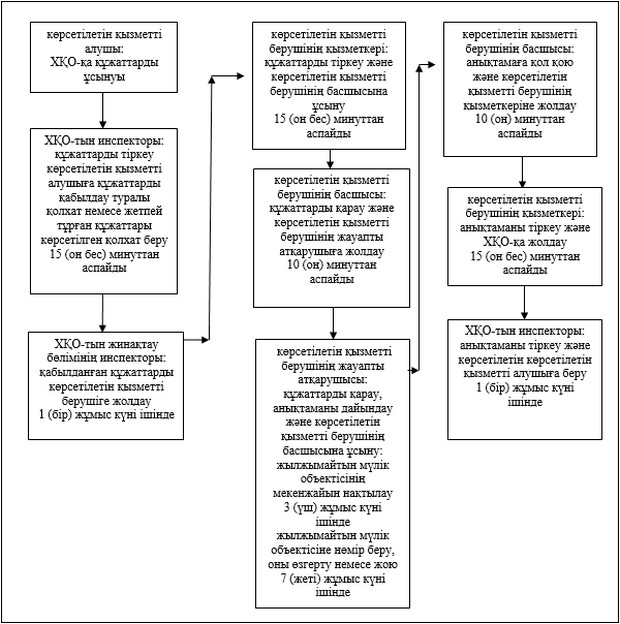 көрсетілетін қызметті
алушы:
ХҚО-қа құжаттарды
ұсынуы
ХҚО-тын инспекторы:
құжаттарды тіркеу
көрсетілетін қызметті
алушыға құжаттарды
қабылдау туралы
қолхат немесе жетпей
тұрған құжаттары
көрсетілген қолхат беру
15 (он бес) минуттан
аспайды
ХҚО-тын жинақтау
бөлімінің инспекторы:
қабылданған құжаттарды
көрсетілетін қызметті
берушіге жолдау
1 (бір) жұмыс күні ішінде
көрсетілетін қызметті
берушінің қызметкері:
құжаттарды тіркеу және
көрсетілетін қызметті
берушінің басшысына
ұсыну
15 (он бес) минуттан
аспайды
көрсетілетін қызметті
берушінің басшысы:
құжаттарды қарау және
көрсетілетін қызметті
берушінің жауапты
атқарушыға жолдау
10 (он) минуттан
аспайды
көрсетілетін қызметті
берушінің жауапты
атқарушысы:
құжаттарды қарау,
анықтаманы дайындау
және көрсетілетін
қызметті берушінің
басшысына ұсыну:
жылжымайтын мүлік
объектісінің
мекенжайын нақтылау
3 (үш) жұмыс күні
ішінде
жылжымайтын мүлік
объектісіне нөмір беру,
оны өзгерту немесе жою
7 (жеті) жұмыс күні
ішінде
көрсетілетін қызметті
берушінің басшысы:
анықтамаға қол қою
және көрсетілетін
қызметті берушінің
қызметкеріне жолдау
10 (он) минуттан
аспайды
көрсетілетін қызметті
берушінің қызметкері:
анықтаманы тіркеу және
ХҚО-қа жолдау
15 (он бес) минуттан
аспайды
ХҚО-тын инспекторы:
анықтаманы тіркеу және
көрсетілетін көрсетілетін
қызметті алушыға беру
1 (бір) жұмыс күні
ішінде